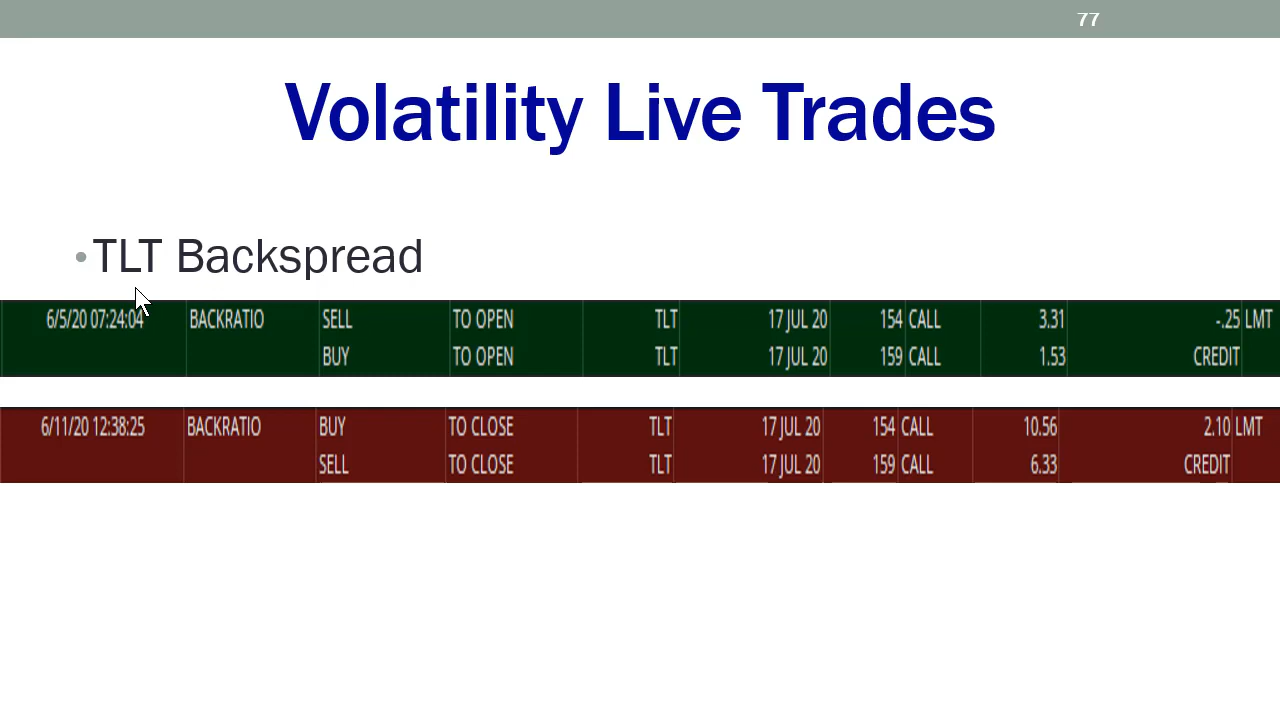 77
Volatility Live Trades
• TLT Backspread
6/5/20 07:24:04 BACKRATIO SELL TO OPEN TLT 17 JUL 20 154 CALL 3.31 -.25 LMT
BUY TO OPEN TLT 17 JUL 20 159 CALL 1.53 CREDIT
6/11/20 12:38:25 BACKRATIO BUY TO CLOSE TLT 17 JUL 20 154 CALL 10.56 2.10 LMT
SELL TO CLOSE TLT 17 JUL 20 159 CALL 6.33 CREDIT